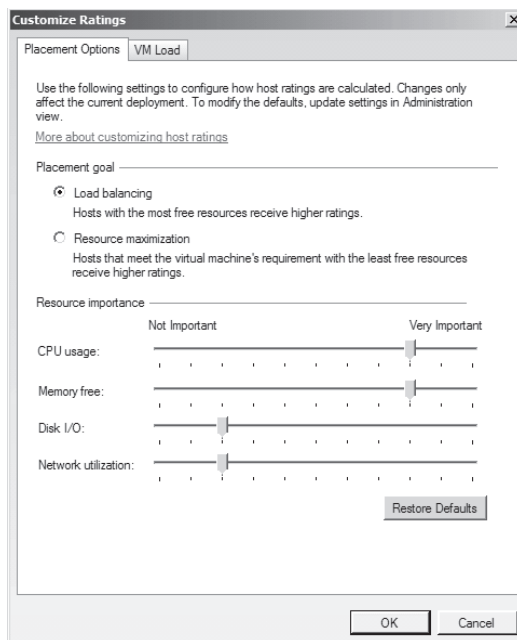 Customize Ratings
Placement Options VM Load
Use the following settings to configure how host ratings are calculated. Changes only
affect the current deployment. To modify the defaults, update settings in Administration
view.
More about customizing host ratings
Placement goal
Load balancing
Hosts with the most free resources receive higher ratings.
Resource maximization
Hosts that meet the virtual machine's requirement with the least free resources
receive higher ratings.
Resource importance
Not Important Very Important
CPU usage:
Memory free:
Disk I/O:
Network utilization:
Restore Defaults
OK Cancel